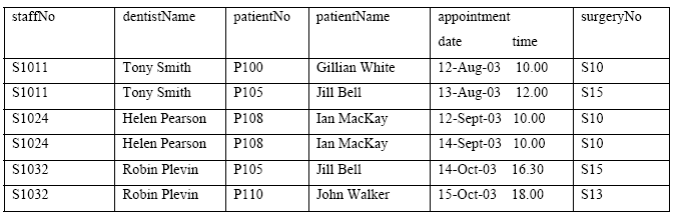 staffNo dentistName patientNo patientName appointment surgeryNo
date time
S1011 Tony Smith P100 Gillian White 12-Aug-03 10.00 S10
S1011 Tony Smith P105 Jill Bell 13-Aug-03 12.00 S15
S1024 Helen Pearson P108 Ian MacKay 12-Sept-03 10.00 S10
S1024 Helen Pearson P108 Ian MacKay 14-Sept-03 10.00 S10
S1032 Robin Plevin P105 Jill Bell 14-Oct-03 16.30 S15
S1032 Robin Plevin P110 John Walker 15-Oct-03 18.00 S13